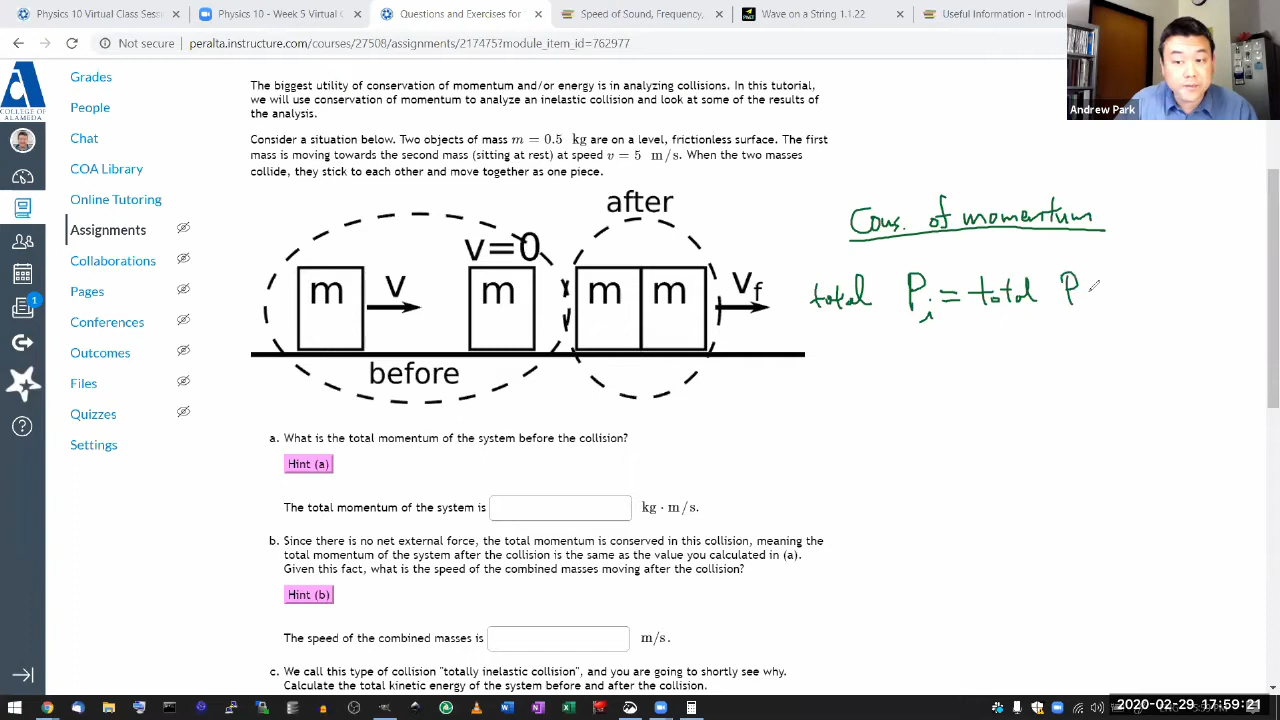 Physics 10 Lectu
Physics 10 Zoom
Questions and Exam
Speed of Sound, Frequency,
Wave on a String 1.1.22
Useful Information - Introdu
Not secure
peralta.instructure.com/courses/27500
COLLEGE OF
ALAMEDA
Grades
People
Chat
COA Library
Online Tutoring
Assignments
Collaborations
Pages
1
Conferences
Outcomes
Files
Quizzes
Settings
The biggest utility of conservation of momentum and/or energy is in analyzing collisions. In this tutorial,
we will use conservation of momentum to analyze an inelastic collision and look at some of the results of
the analysis.
Consider a situation below. Two objects of mass m = 0.5 kg are on a level, frictionless surface. The first
mass is moving towards the second mass (sitting at rest) at speed v = 5 m/s. When the two masses
collide, they stick to each other and move together as one piece.
after
v=0
m v m m m vf
before
Cons. of momentum
total Pi = total P
a. What is the total momentum of the system before the collision?
Hint (a)
The total momentum of the system is kg · m/s.
b. Since there is no net external force, the total momentum is conserved in this collision, meaning the
total momentum of the system after the collision is the same as the value you calculated in (a).
Given this fact, what is the speed of the combined masses moving after the collision?
Hint (b)
The speed of the combined masses is m/s.
c. We call this type of collision "totally inelastic collision", and you are going to shortly see why.
Calculate the total kinetic energy of the system before and after the collision.
Andrew Park
2020-02-29 17:59:21